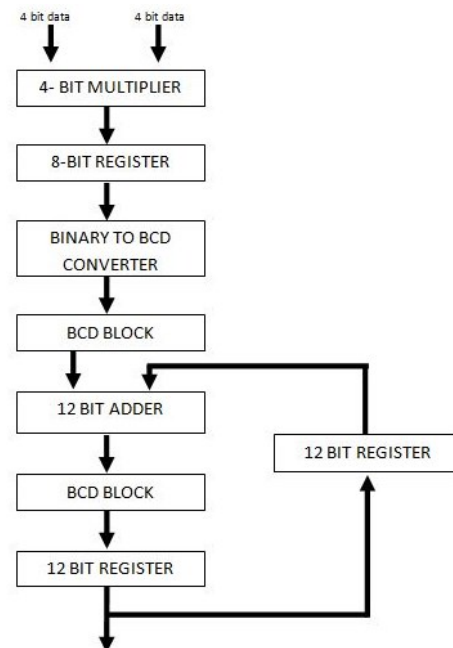 4 bit data
4 bit data
4- BIT MULTIPLIER
8-BIT REGISTER
BINARY TO BCD
CONVERTER
BCD BLOCK
12 BIT ADDER
12 BIT REGISTER
BCD BLOCK
12 BIT REGISTER